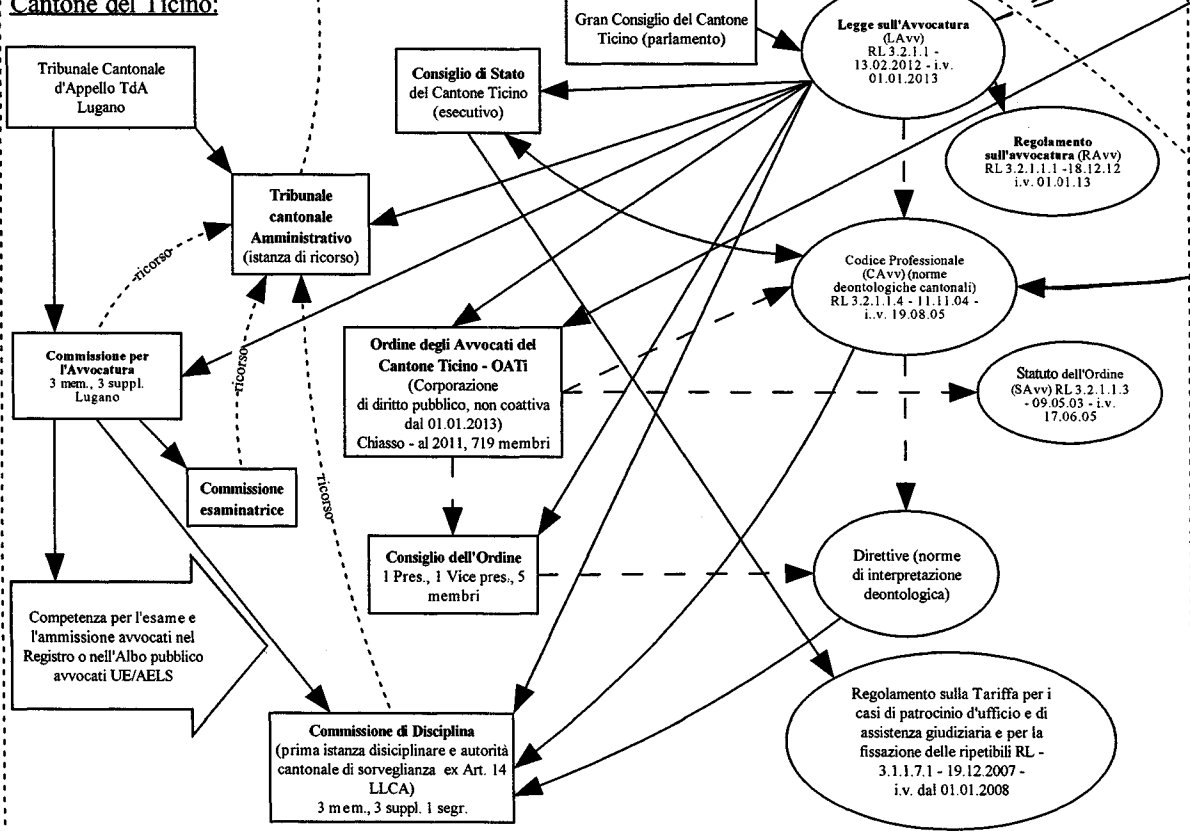 Cantone del Ticino:
Gran Consiglio del Cantone
Ticino (parlamento)
Legge sull'Avvocatura
(LAvv)
RL 3.2.1.1 -
13.02.2012 - i.v.
01.01.2013
Tribunale Cantonale
d'Appello TdA
Lugano
Consiglio di Stato
del Cantone Ticino
(esecutivo)
Regolamento
sull'avvocatura (RAvv)
RL 3.2.1.1.1 -18.12.12
i.v. 01.01.13
Tribunale
cantonale
Amministrativo
(istanza di ricorso)
Codice Professionale
(CAvv) (norme
deontologiche cantonali)
RL 3.2.1.1.4 - 11.11.04 -
i..v. 19.08.05
ricorso
ricorso
ricorso
Commissione per
l'Avvocatura
3 mem., 3 suppl.
Lugano
Ordine degli Avvocati del
Cantone Ticino - OATi
(Corporazione
di diritto pubblico, non coattiva
dal 01.01.2013)
Chiasso - al 2011, 719 membri
Statuto dell'Ordine
(SAvv) RL 3.2.1.1.3
- 09.05.03 - i.v.
17.06.05
Commissione
esaminatrice
Consiglio dell'Ordine
1 Pres., 1 Vice pres., 5
membri
Direttive (norme
di interpretazione
deontologica)
Competenza per l'esame e
l'ammissione avvocati nel
Registro o nell'Albo pubblico
avvocati UE/AELS
Commissione di Disciplina
(prima istanza disiciplinare e autorità
cantonale di sorveglianza ex Art. 14
LLCA)
3 mem., 3 suppl. 1 segr.
Regolamento sulla Tariffa per i
casi di patrocinio d'ufficio e di
assistenza giudiziaria e per la
fissazione delle ripetibili RL -
3.1.1.7.1 - 19.12.2007 -
i.v. dal 01.01.2008